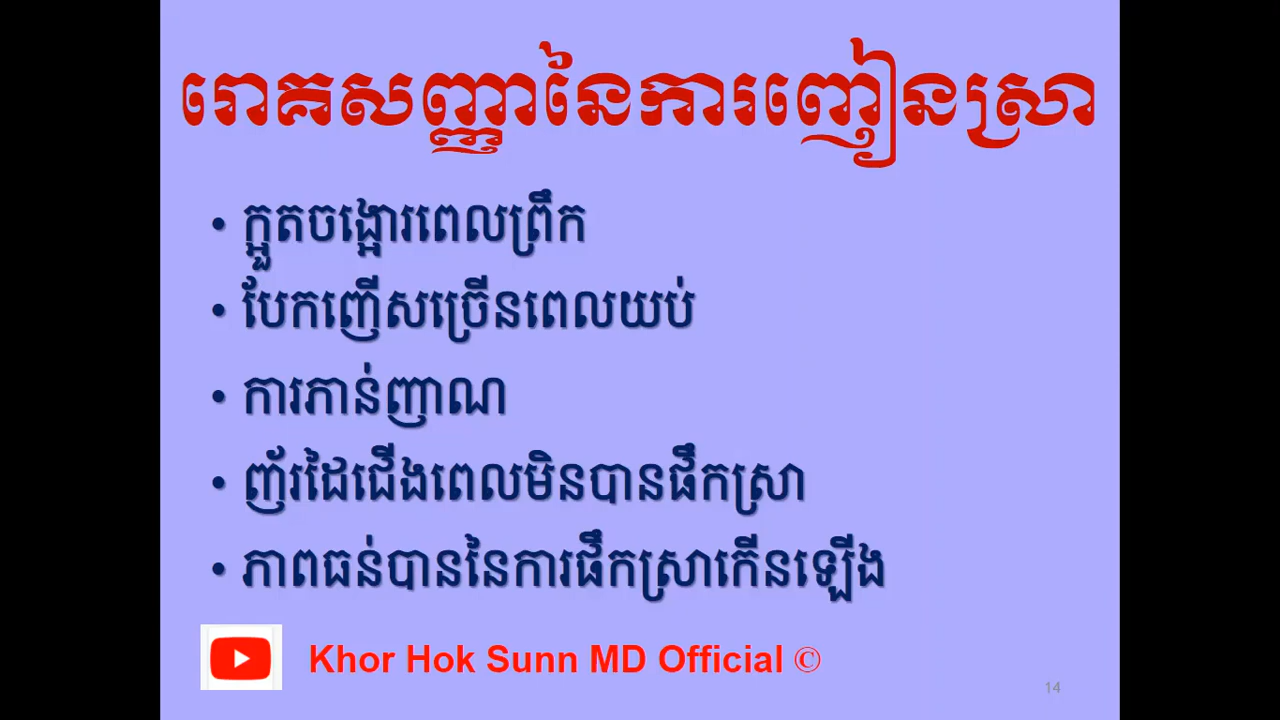 រោគសញ្ញានៃការញៀនស្រា
• ក្អួតចង្អោរពេលព្រឹក
• បែកញើសច្រើនពេលយប់
• ការភាន់ញាណ
• ញ័រដៃជើងពេលមិនបានផឹកស្រា
• ភាពធន់បាននៃការផឹកស្រាកើនឡើង
Khor Hok Sunn MD Official ©
14